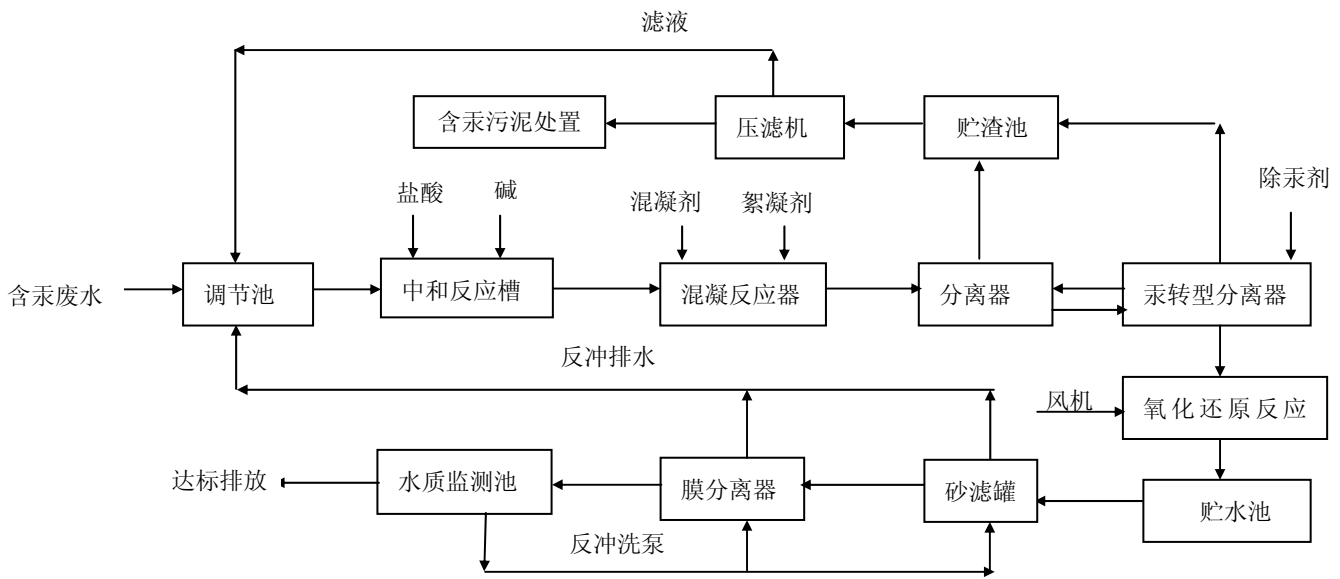 滤液
含汞污泥处置
压滤机
贮渣池
除汞剂
盐酸
碱
混凝剂
絮凝剂
含汞废水
调节池
中和反应槽
混凝反应器
分离器
汞转型分离器
反冲排水
风机
氧化还原反应
达标排放
水质监测池
膜分离器
砂滤罐
贮水池
反冲洗泵